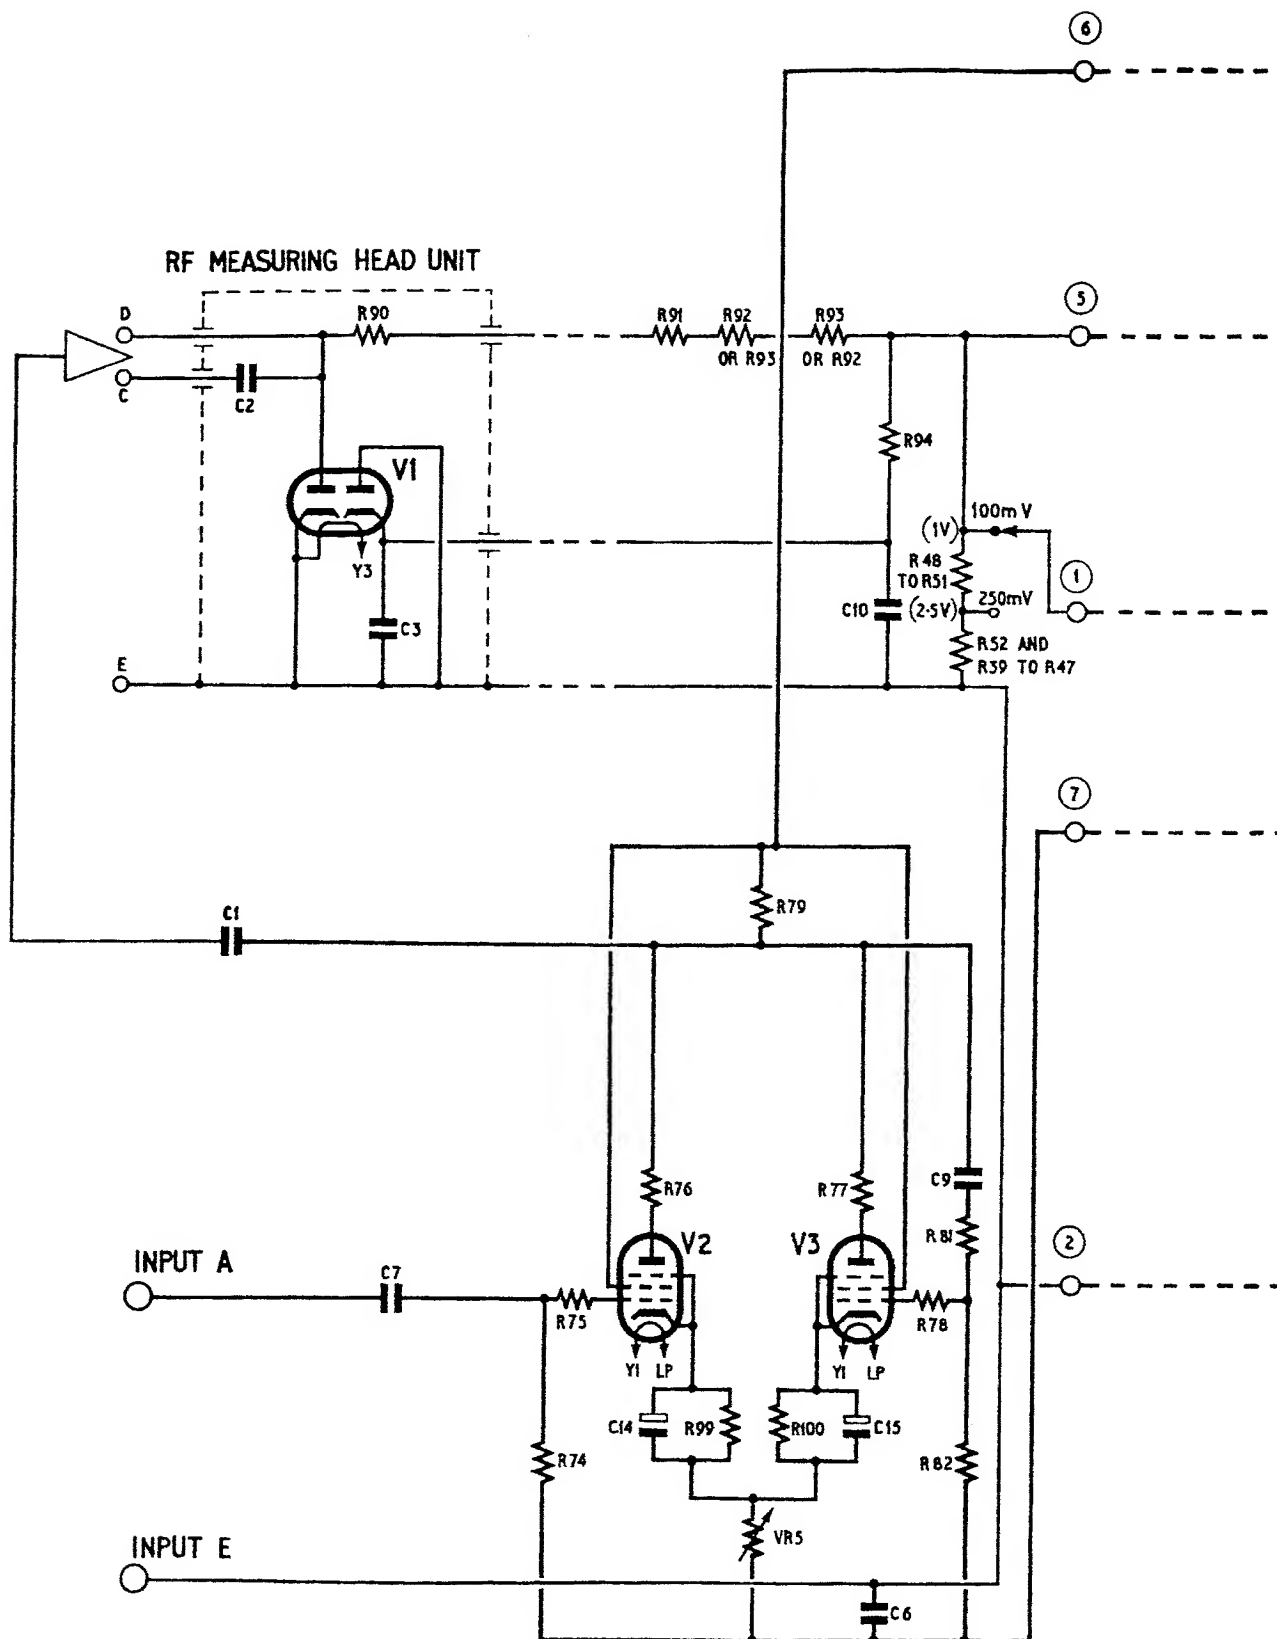 6
RF MEASURING HEAD UNIT
D
R90
R91
R92
OR R93
R93
OR R92
5
C
C2
V1
R94
Y3
C3
(1V)
100mV
R48
TO R51
1
C10
(2·5V)
250mV
R52 AND
R39 TO R47
E
7
R79
C1
R76
R77
C9
R81
V2
V3
2
INPUT A
C7
R75
R78
Y1
LP
Y1
LP
C14
R99
R100
C15
R74
R82
VR5
INPUT E
C6